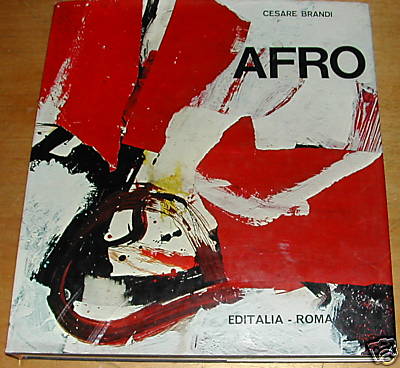 CESARE BRANDI
AFRO
EDITALIA - ROMA